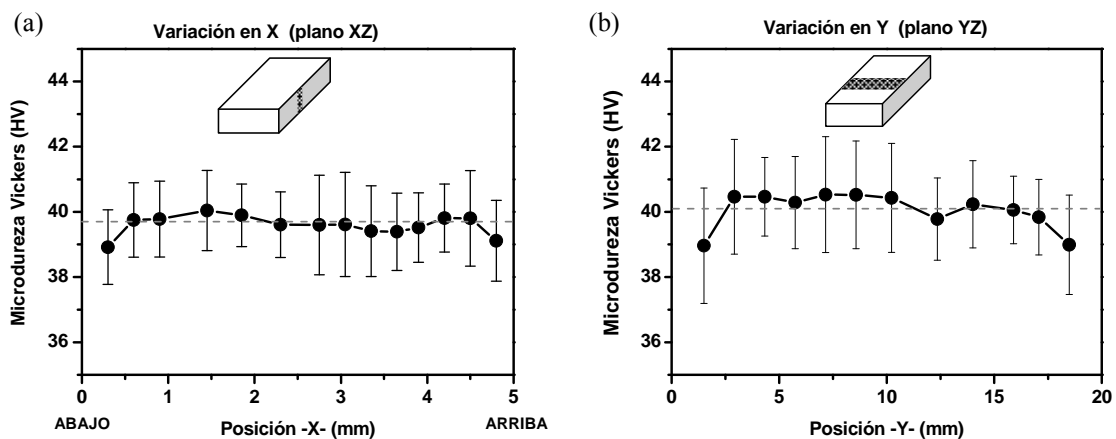 (a)
Variación en X (plano XZ)
44
42
40
38
36
Microdureza Vickers (HV)
0 1 2 3 4 5
ABAJO
Posición -X- (mm)
ARRIBA
(b)
Variación en Y (plano YZ)
44
42
40
38
36
Microdureza Vickers (HV)
0 5 10 15 20
Posición -Y- (mm)